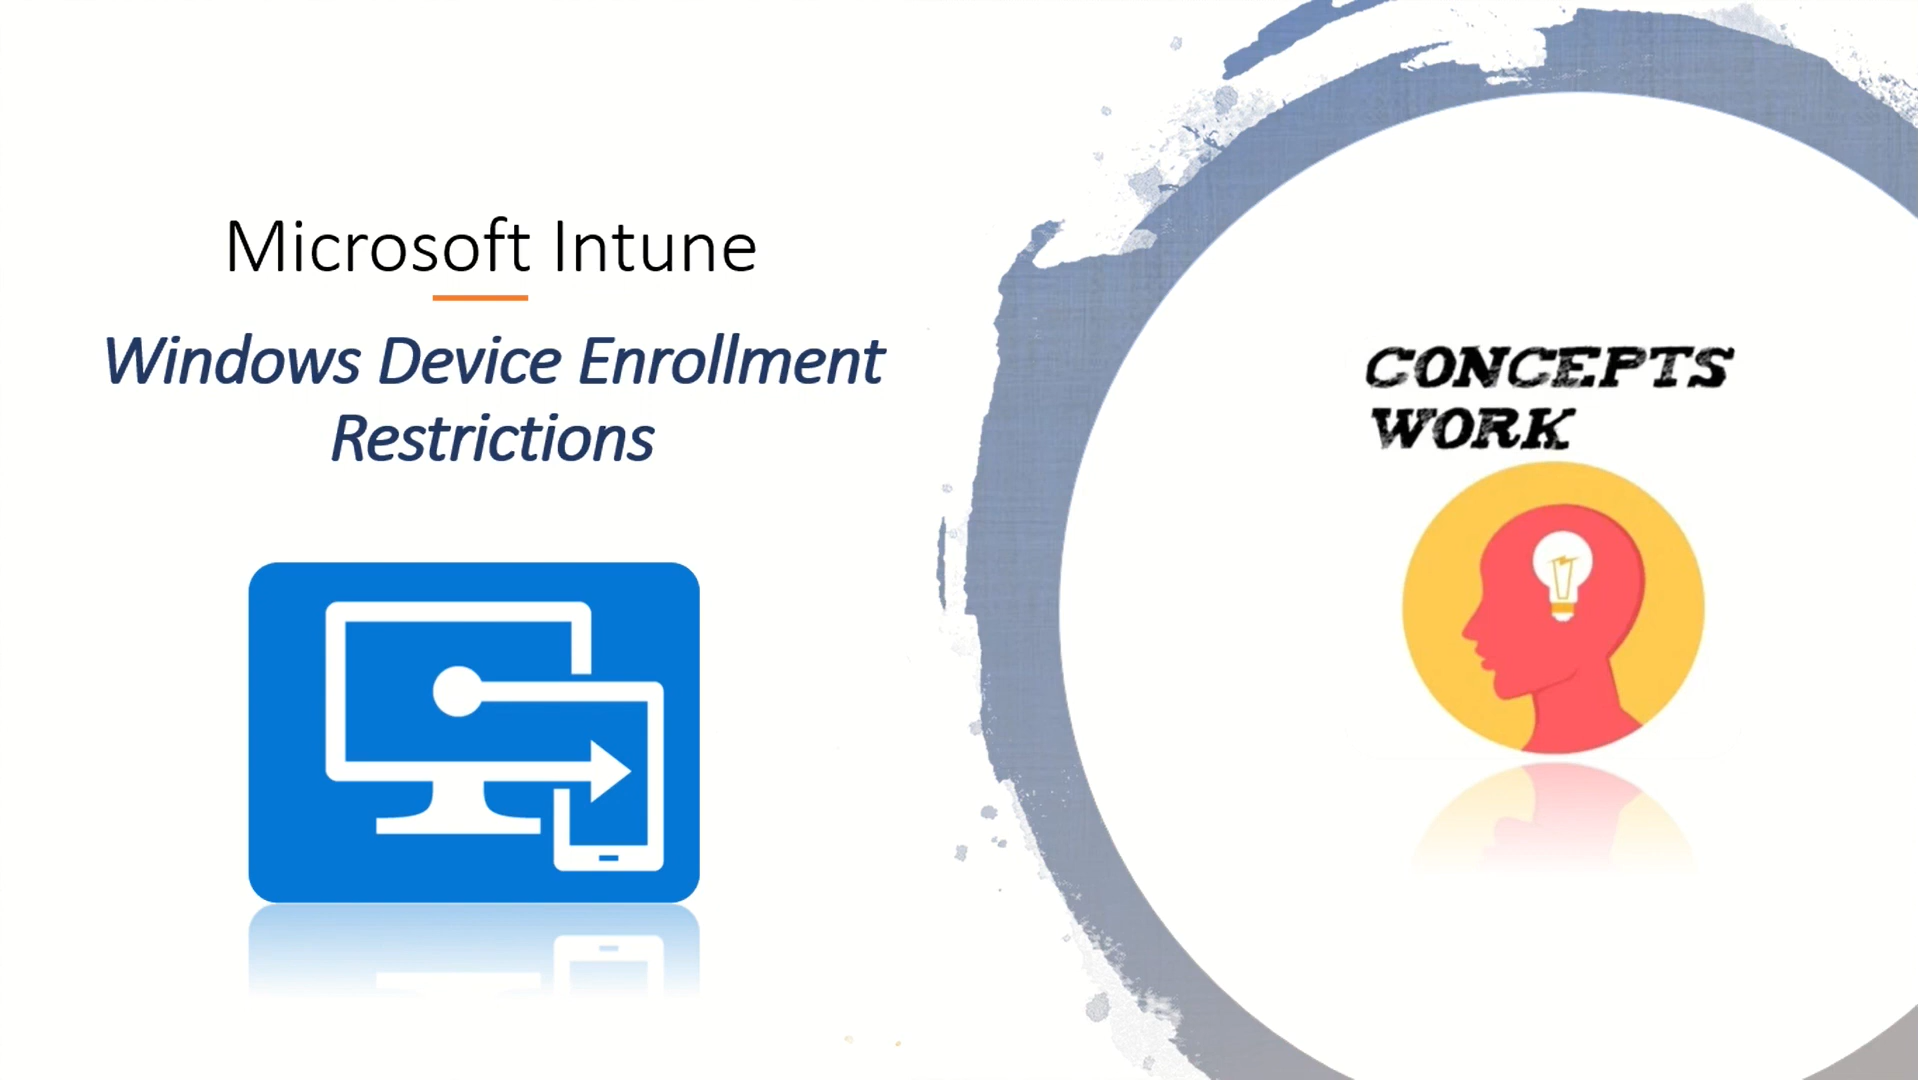 Microsoft Intune
Windows Device Enrollment
Restrictions
CONCEPTS
WORK